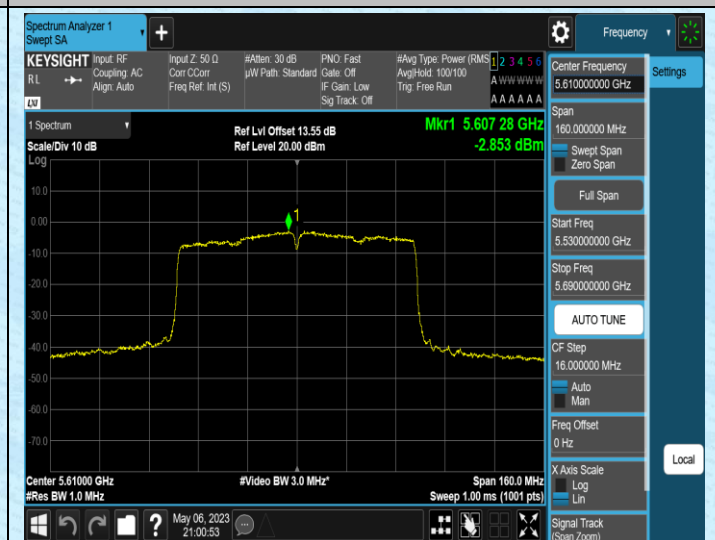 Spectrum Analyzer 1
Swept SA
+
Frequency
KEYSIGHT
RL
LXI
Input: RF
Coupling: AC
Align: Auto
Input Z: 50 Ω
Corr CCorr
Freq Ref: Int (S)
#Atten: 30 dB
µW Path: Standard
PNO: Fast
Gate: Off
IF Gain: Low
Sig Track: Off
#Avg Type: Power (RMS
Avg|Hold: 100/100
Trig: Free Run
1 2 3 4 5 6
A W W W W W
A A A A A A
1 Spectrum
Scale/Div 10 dB
Log
Ref Lvl Offset 13.55 dB
Ref Level 20.00 dBm
Mkr1 5.607 28 GHz
-2.853 dBm
10.0
0.00
-10.0
-20.0
-30.0
-40.0
-50.0
-60.0
-70.0
1
Center 5.61000 GHz
#Res BW 1.0 MHz
#Video BW 3.0 MHz*
Span 160.0 MHz
Sweep 1.00 ms (1001 pts)
Center Frequency
5.610000000 GHz
Settings
Span
160.000000 MHz
Swept Span
Zero Span
Full Span
Start Freq
5.530000000 GHz
Stop Freq
5.690000000 GHz
AUTO TUNE
CF Step
16.000000 MHz
Auto
Man
Freq Offset
0 Hz
X Axis Scale
Log
Lin
Local
Signal Track
(Span Zoom)
?
May 06, 2023
21:00:53